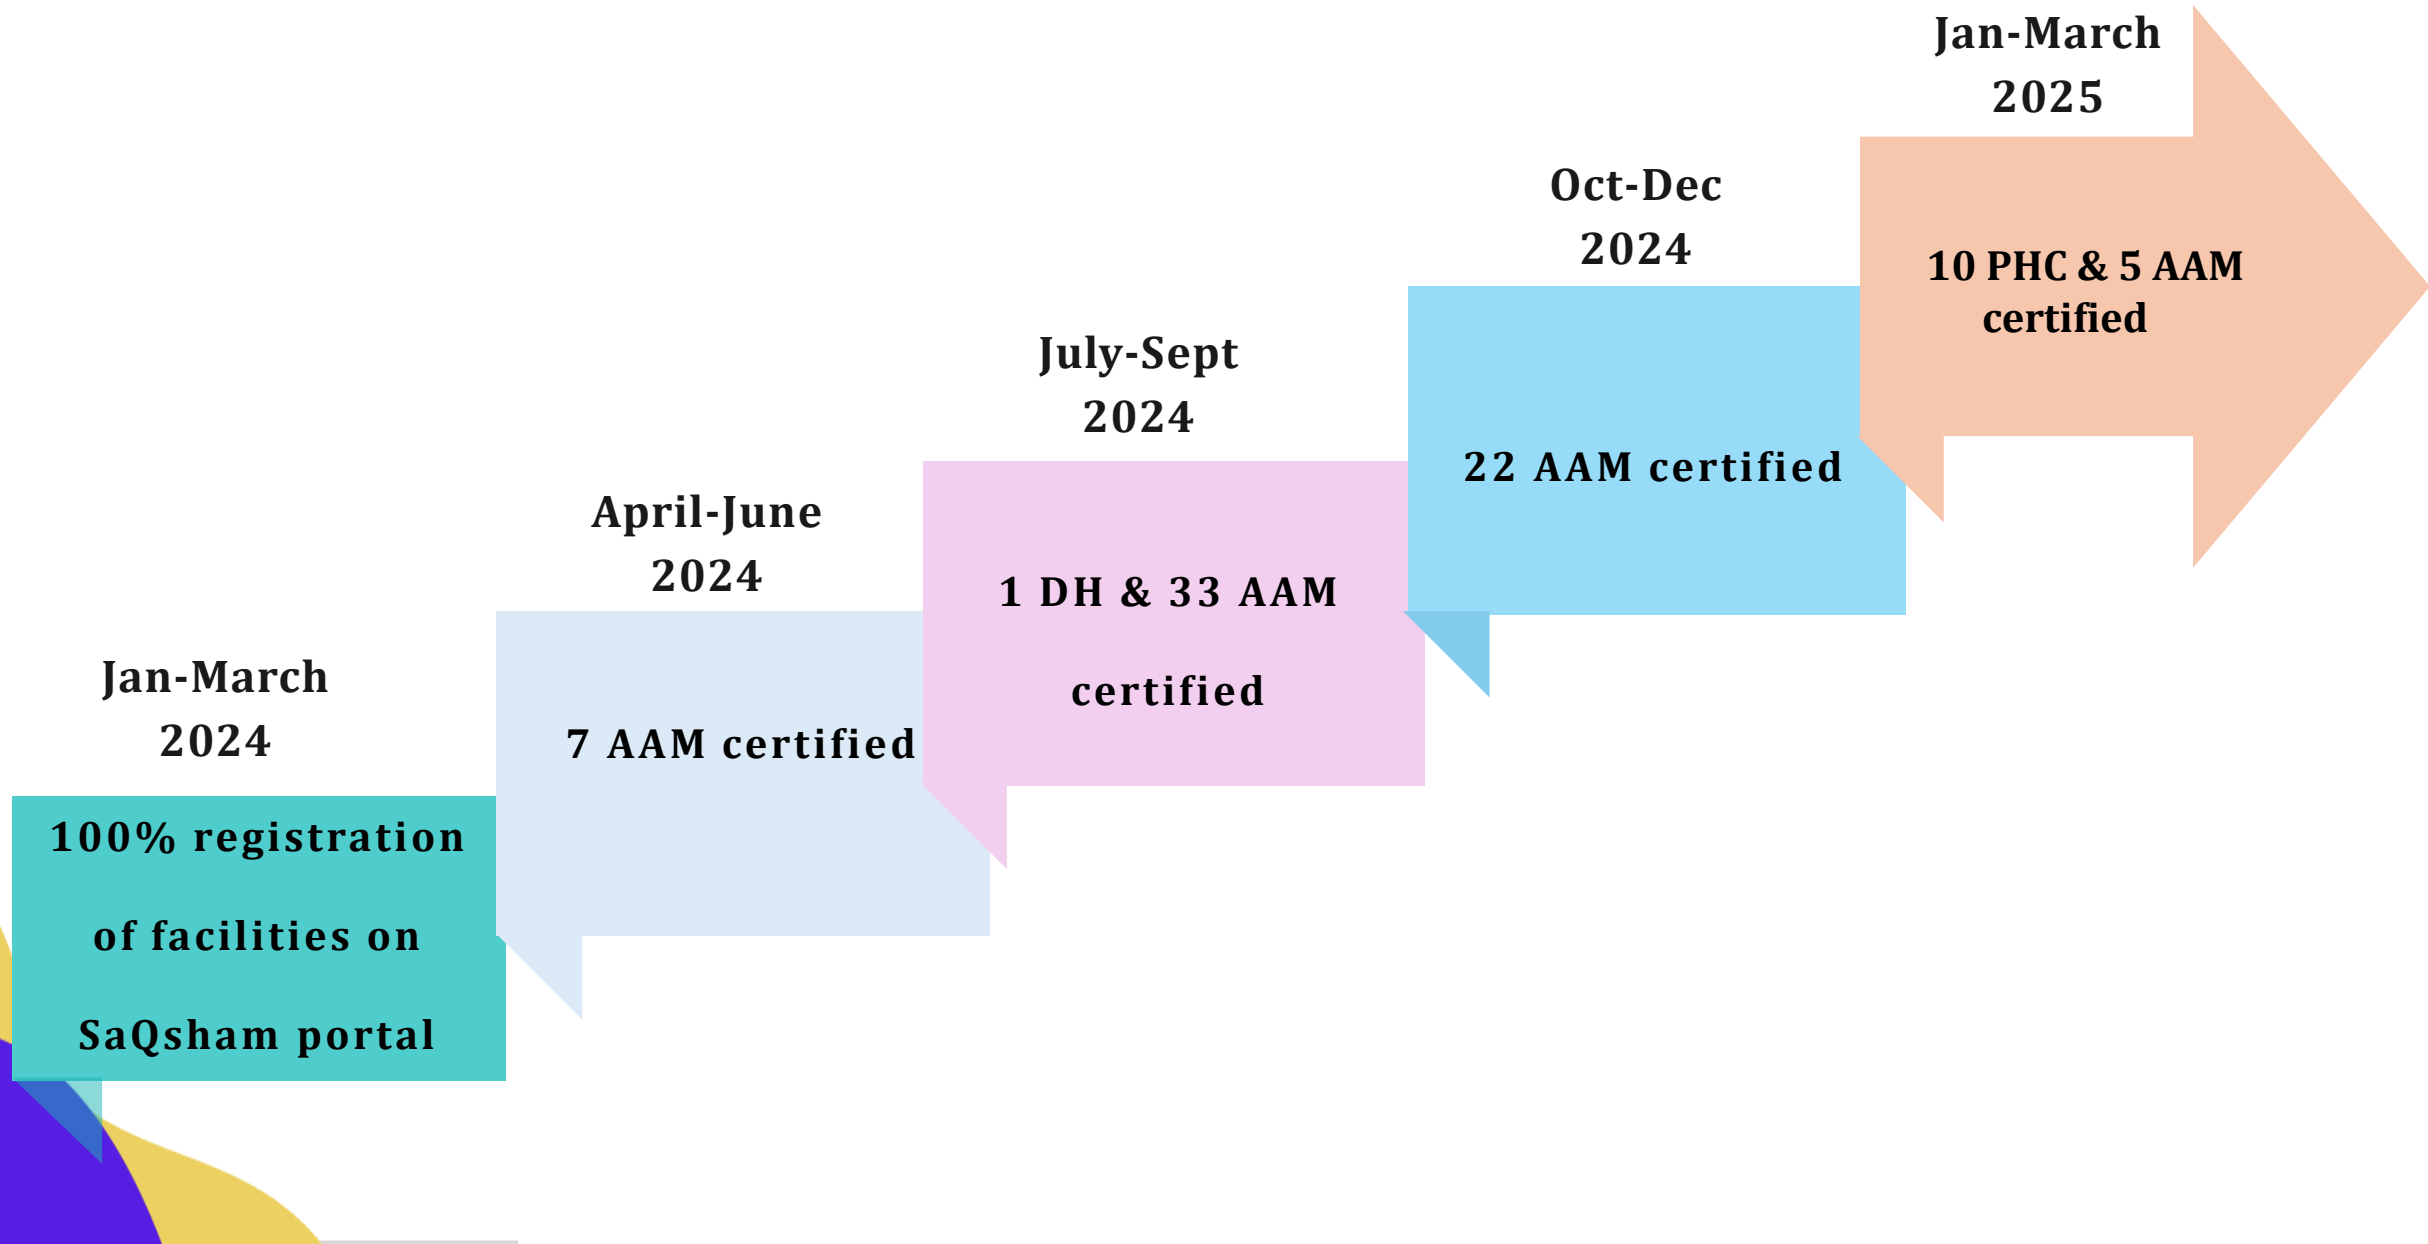 Jan-March
2024
100% registration
of facilities on
SaQsham portal
April-June
2024
7 AAM certified
July-Sept
2024
1 DH & 33 AAM
certified
Oct-Dec
2024
22 AAM certified
Jan-March
2025
10 PHC & 5 AAM
certified